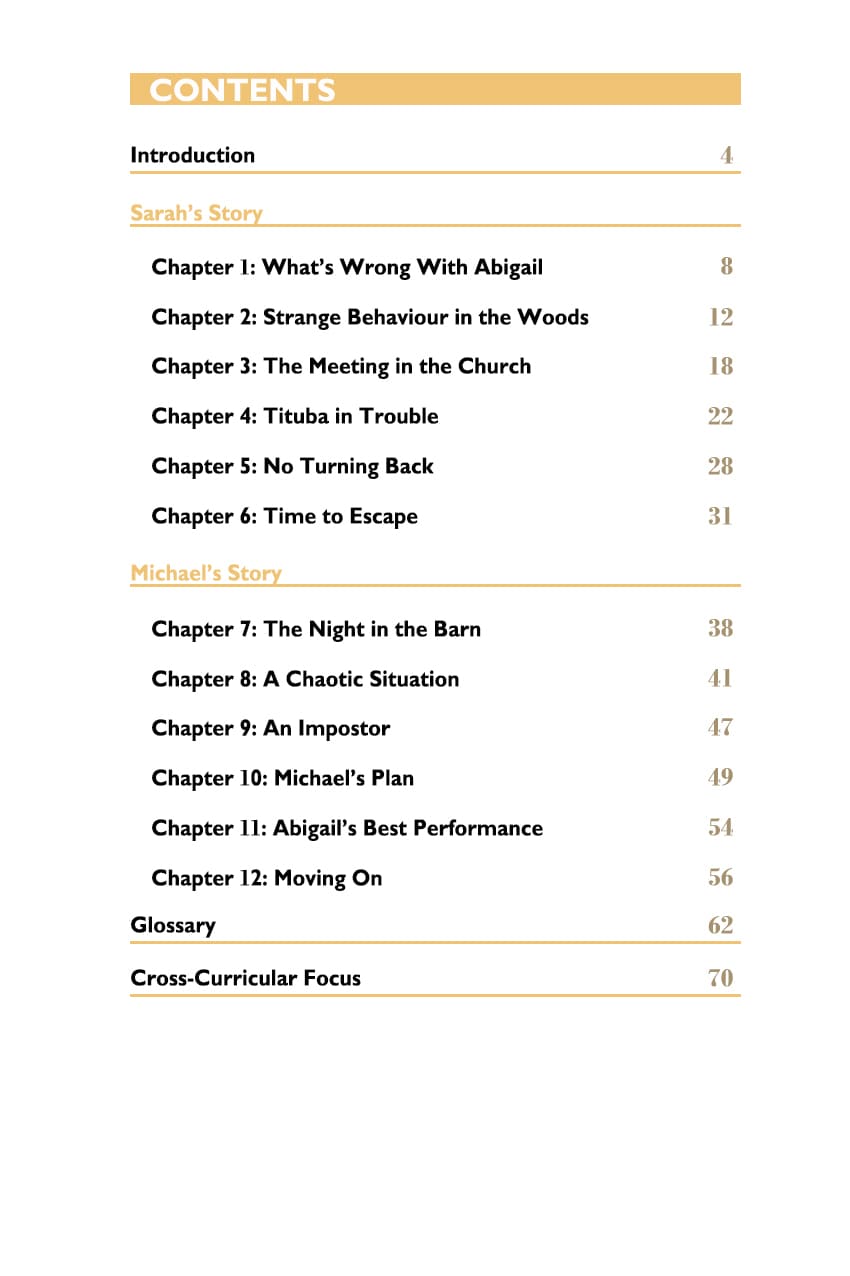 CONTENTS
Introduction 4
Sarah's Story
Chapter 1: What's Wrong With Abigail 8
Chapter 2: Strange Behaviour in the Woods 12
Chapter 3: The Meeting in the Church 18
Chapter 4: Tituba in Trouble 22
Chapter 5: No Turning Back 28
Chapter 6: Time to Escape 31
Michael's Story
Chapter 7: The Night in the Barn 38
Chapter 8: A Chaotic Situation 41
Chapter 9: An Impostor 47
Chapter 10: Michael's Plan 49
Chapter 11: Abigail's Best Performance 54
Chapter 12: Moving On 56
Glossary 62
Cross-Curricular Focus 70